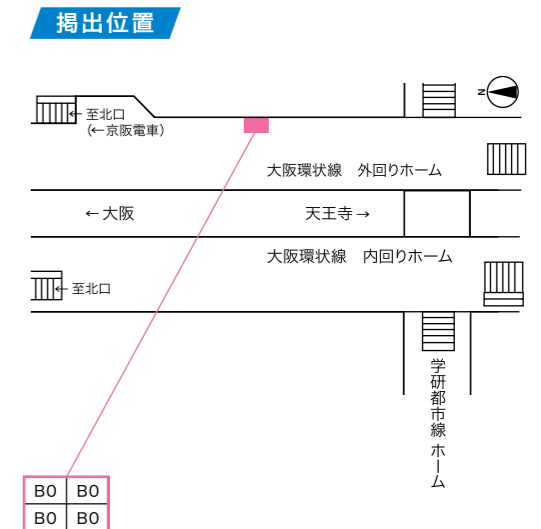 掲出位置
←至北口
(←京阪電車)
N
大阪環状線 外回りホーム
←大阪
天王寺→
大阪環状線 内回りホーム
←至北口
学研都市線 ホーム
B0 B0
B0 B0